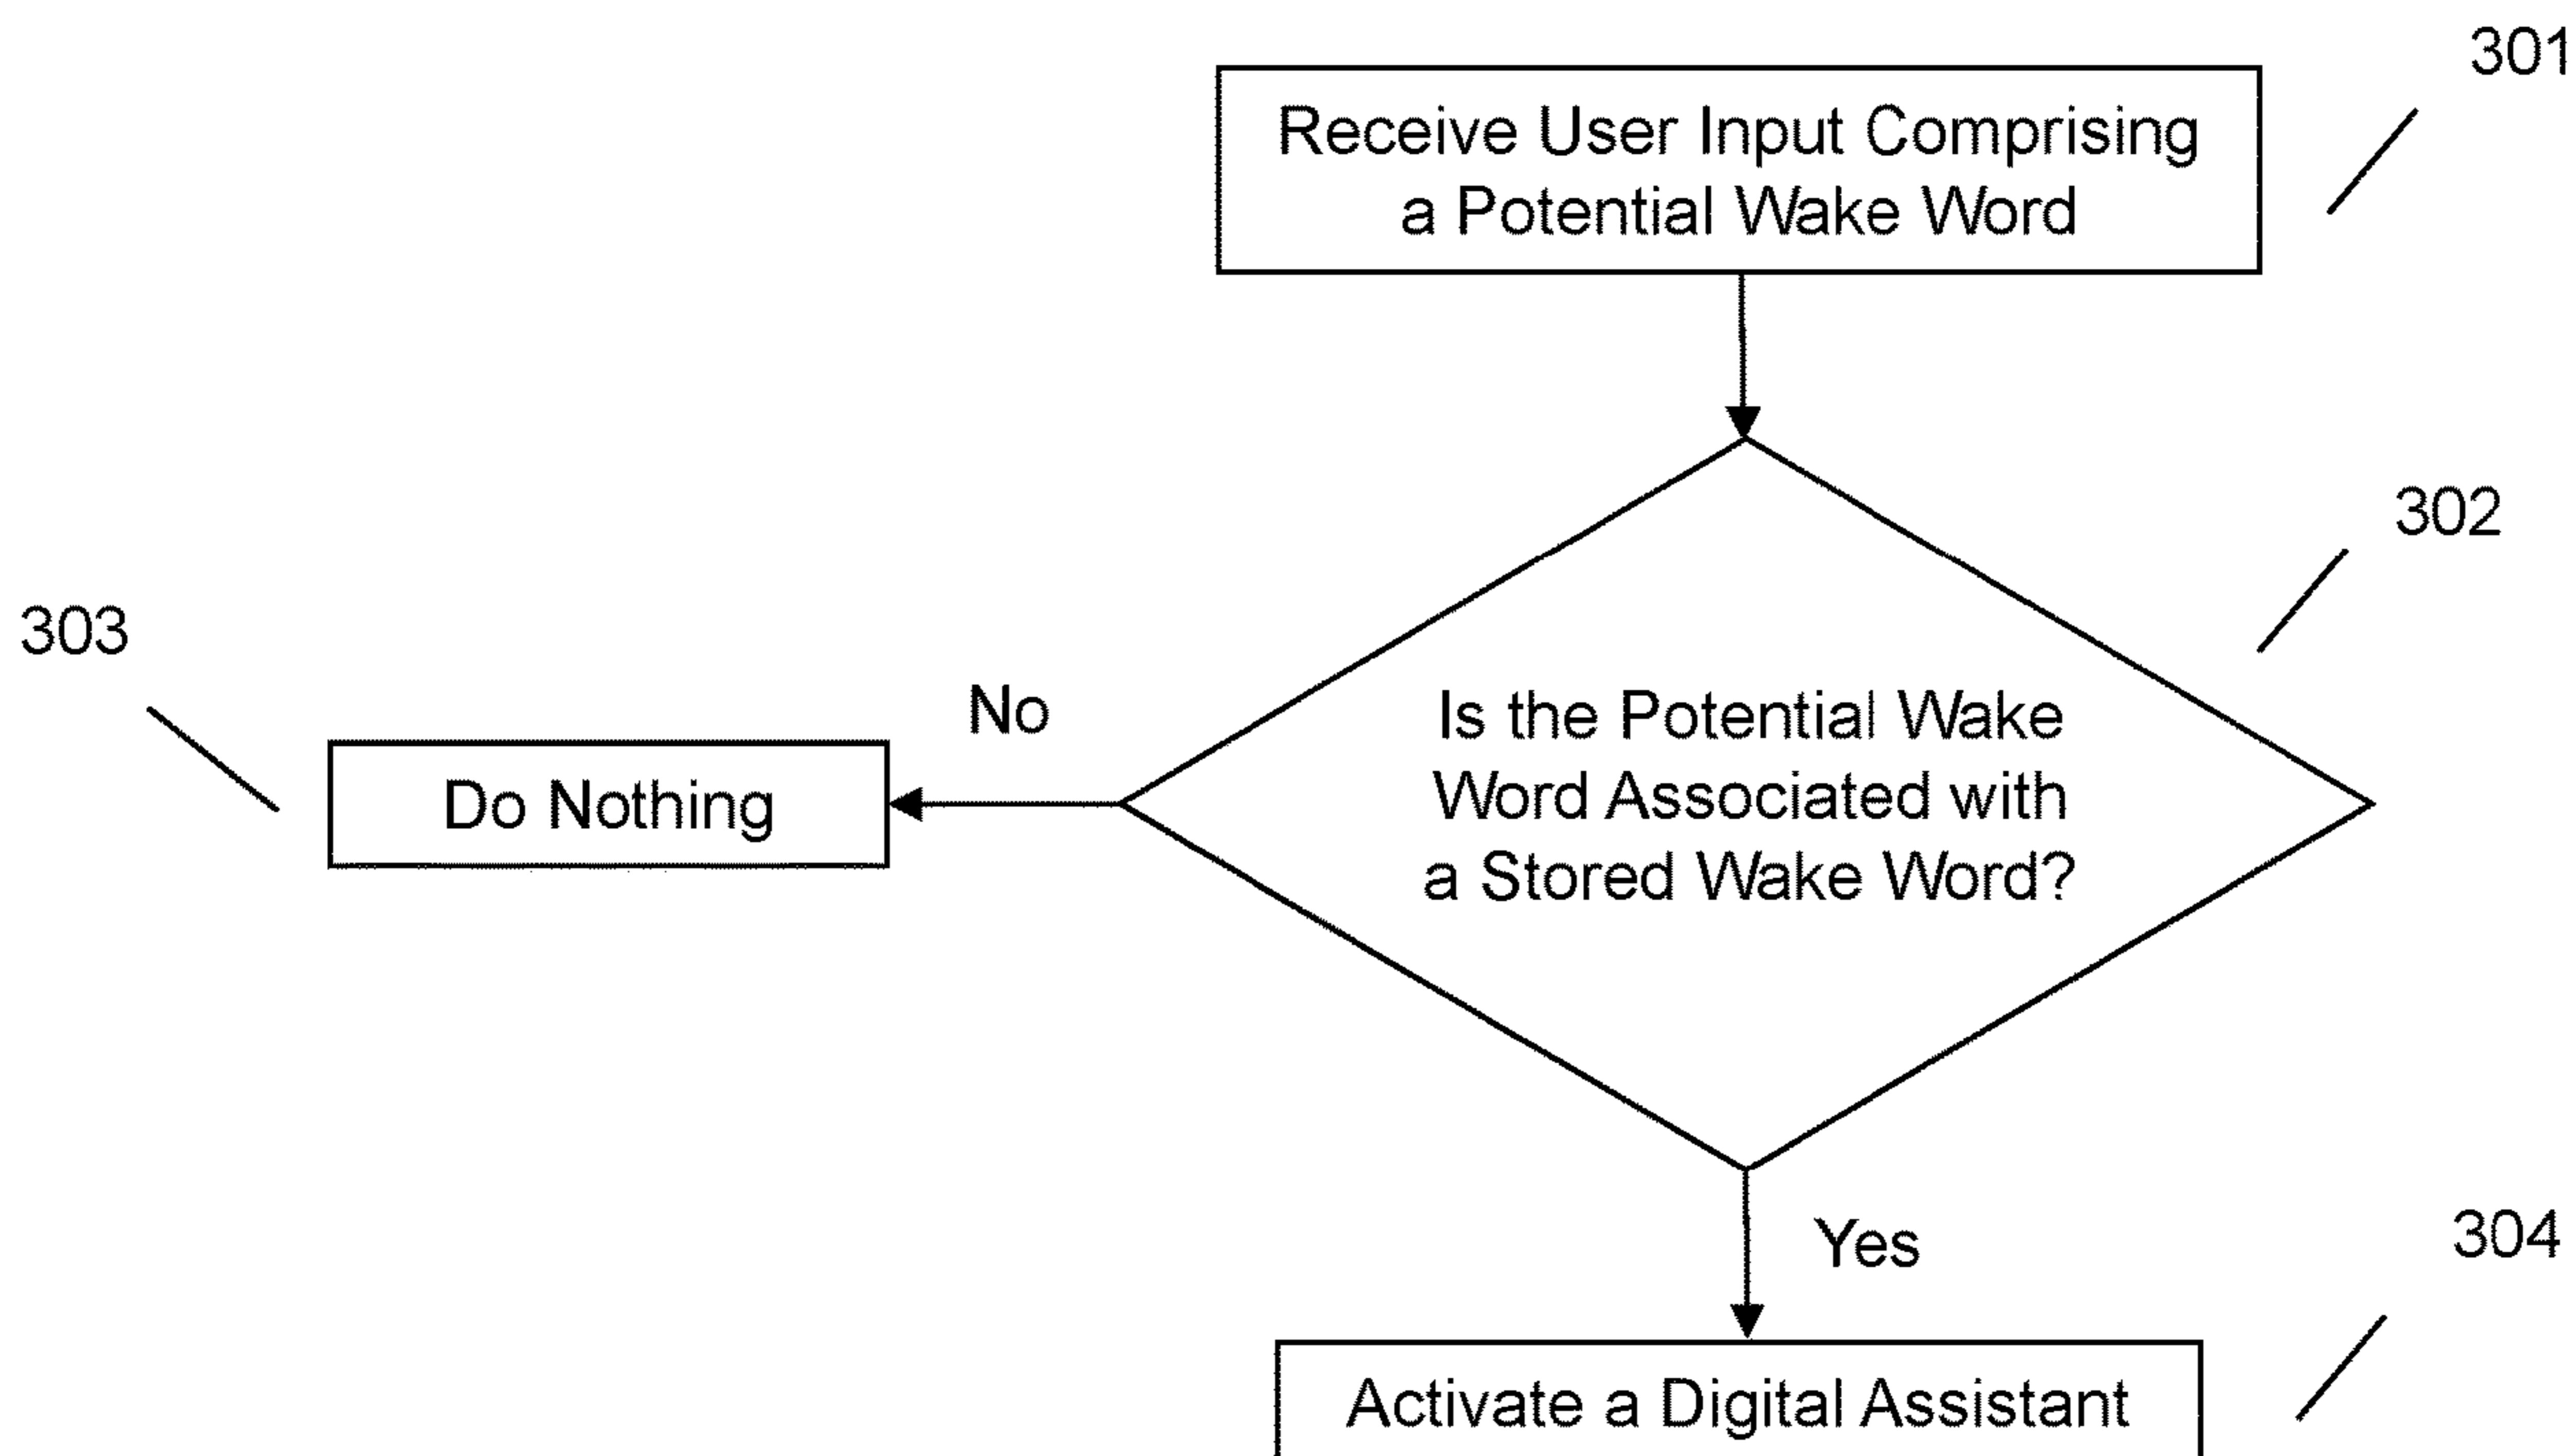 301
Receive User Input Comprising
a Potential Wake Word
302
303
No
Is the Potential Wake
Word Associated with
a Stored Wake Word?
Do Nothing
Yes
304
Activate a Digital Assistant